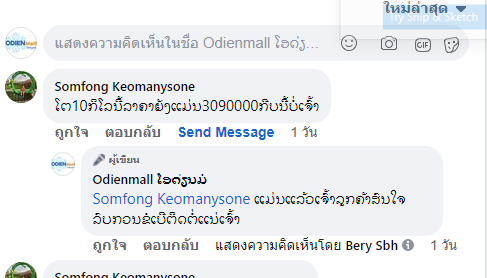 ใหม่ล่าสุด
Try Snip & Sketch
ODIENMall
แสดงความคิดเห็นในชื่อ Odienmall ໂອດ່ຽ...
GIF
Somfong Keomanysone
ໂຕ10ກິໂລນີ້ລາຄາຍັງແມ່ນ3090000ກີບນີ້ບໍ່ເຈົ້າ
ถูกใจ ตอบกลับ Send Message 1 วัน
ODIENMall
ผู้เขียน
Odienmall ໂອດ່ຽນມໍ
Somfong Keomanysone ແມ່ນແລ້ວເຈົ້າລູກຄ້າສົນໃຈ
ລົບກວນຂໍເບີຕິດຕໍ່ແນ່ເຈົ້າ
ถูกใจ ตอบกลับ แสดงความคิดเห็นโดย Bery Sbh 1 วัน
Somfong Keomanysone